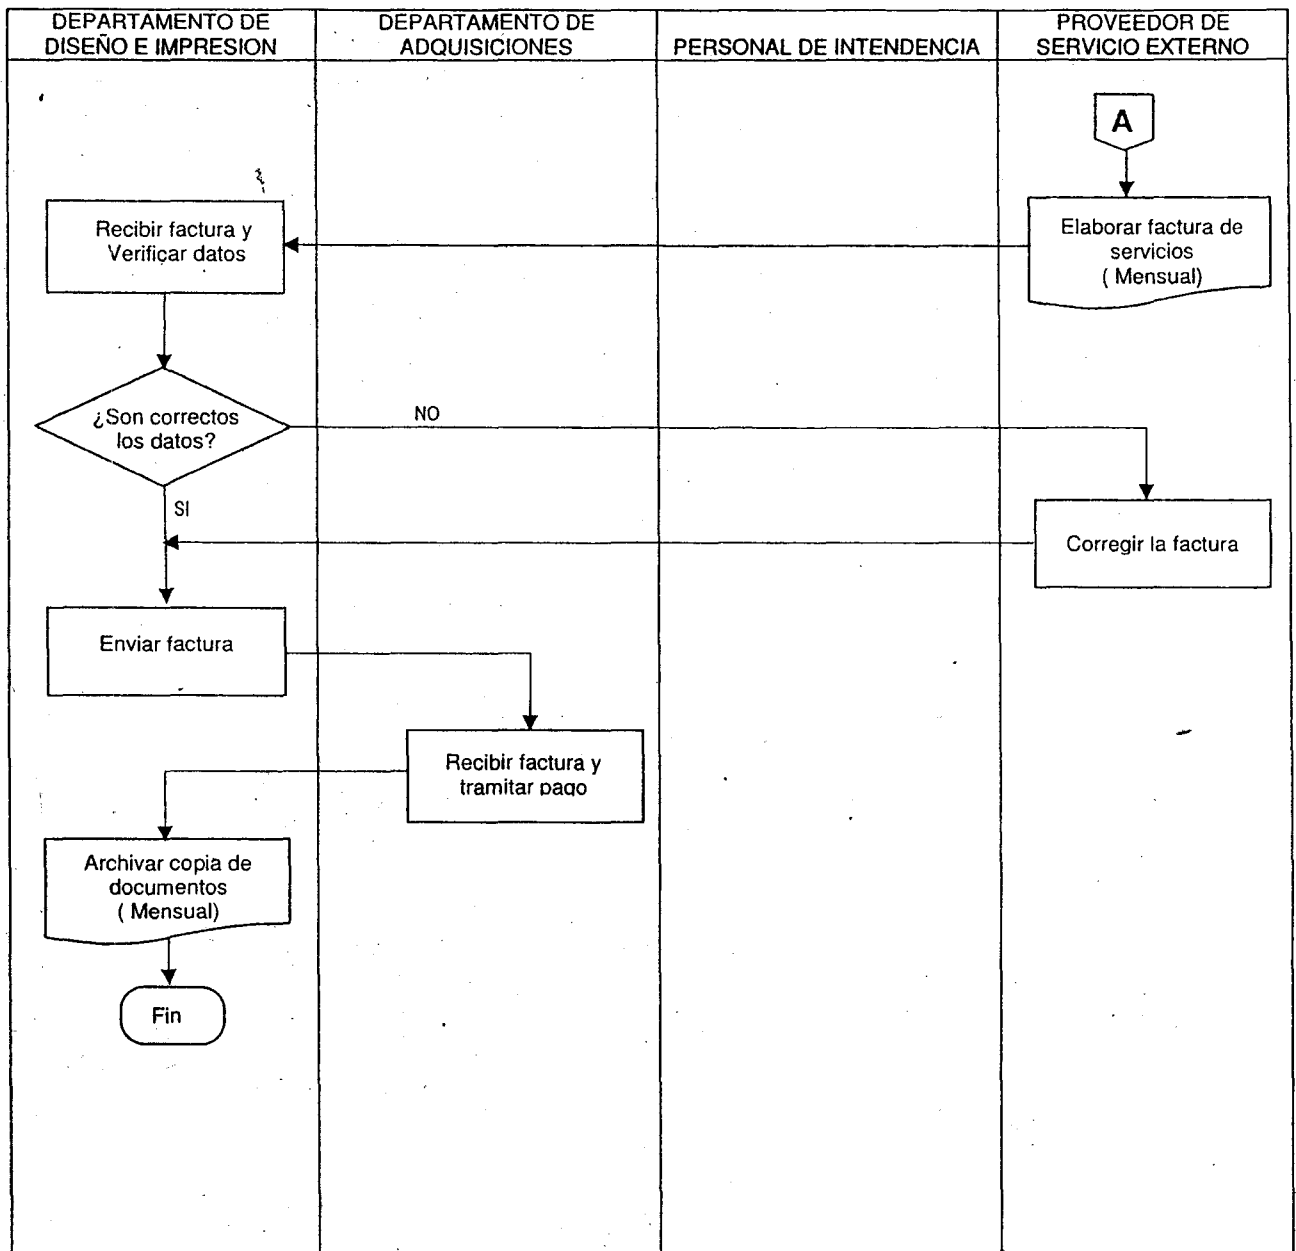 DEPARTAMENTO DE
DISEÑO E IMPRESION
DEPARTAMENTO DE
ADQUISICIONES
PERSONAL DE INTENDENCIA
PROVEEDOR DE
SERVICIO EXTERNO
A
Recibir factura y
Verificar datos
Elaborar factura de
servicios
( Mensual)
¿Son correctos
los datos?
NO
SI
Corregir la factura
Enviar factura
Recibir factura y
tramitar pago
Archivar copia de
documentos
( Mensual)
Fin